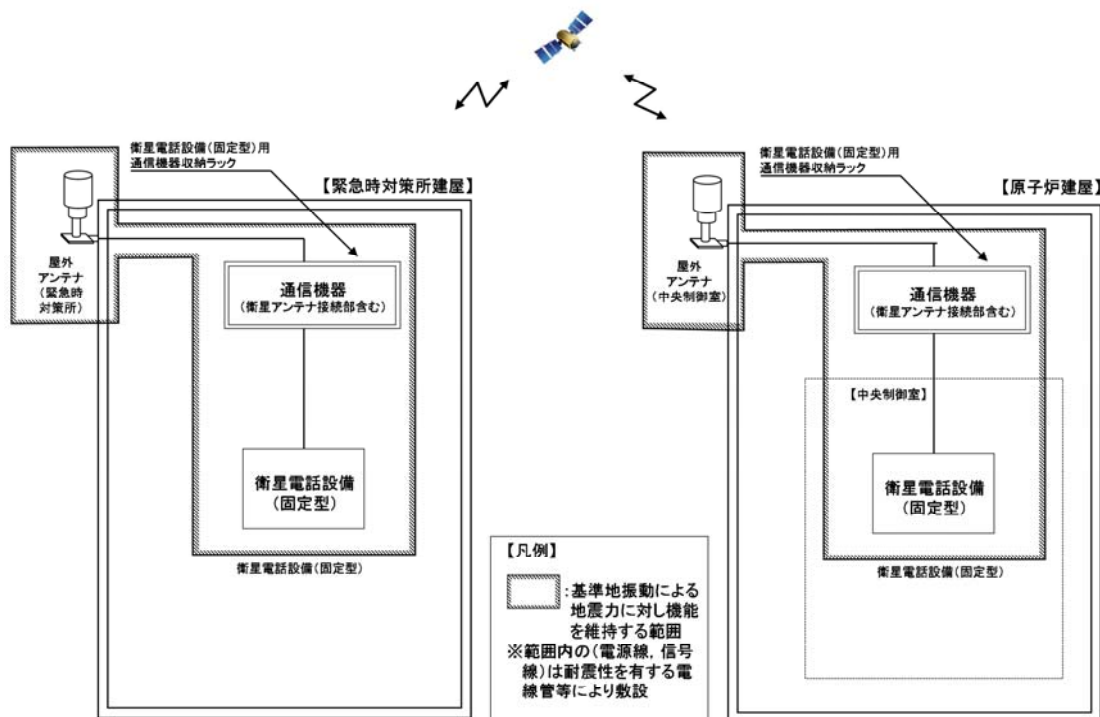 衛星電話設備(固定型)用
通信機器収納ラック
【緊急時対策所建屋】
屋外
アンテナ
(緊急時
対策所)
通信機器
(衛星アンテナ接続部含む)
衛星電話設備
(固定型)
衛星電話設備(固定型)
衛星電話設備(固定型)用
通信機器収納ラック
【原子炉建屋】
屋外
アンテナ
(中央制御室)
通信機器
(衛星アンテナ接続部含む)
【中央制御室】
衛星電話設備
(固定型)
衛星電話設備(固定型)
【凡例】
:基準地振動による
地震力に対し機能
を維持する範囲
※範囲内の(電源線，信号
線)は耐震性を有する電
線管等により敷設